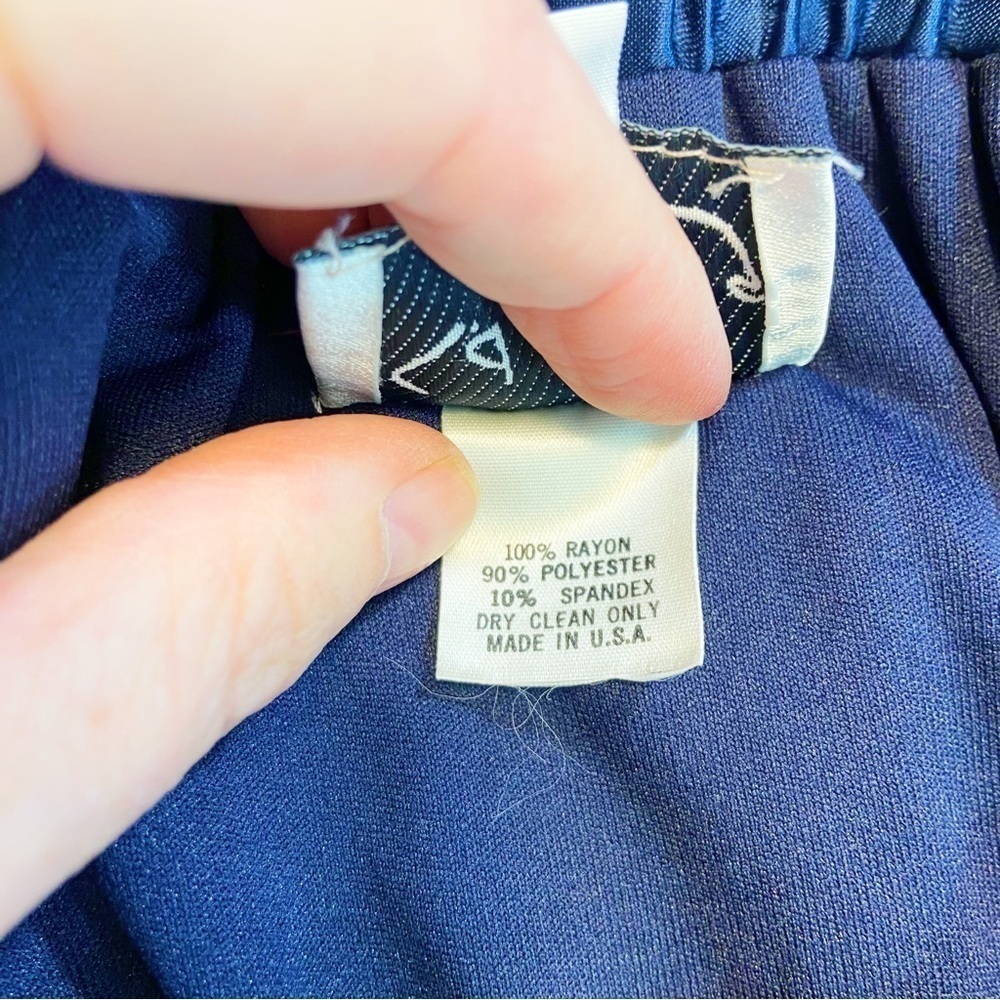 100% RAYON
90% POLYESTER
10% SPANDEX
DRY CLEAN ONLY
MADE IN U.S.A.